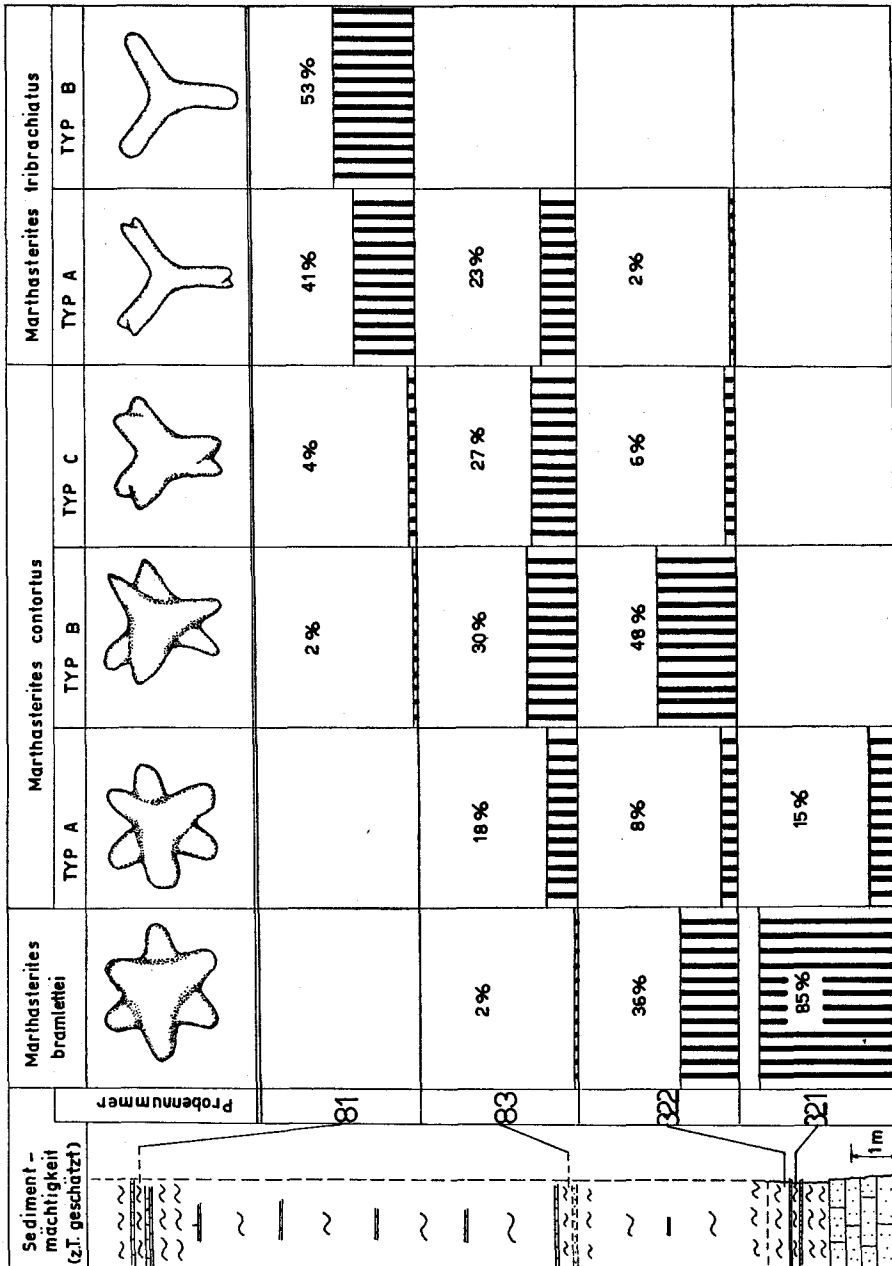 Sediment-
mächtigkeit
(z.T. geschätzt)
Probennummer
Marthasterites
bramlettei
Marthasterites contortus
Marthasterites tribrachiatus
TYP A
TYP B
TYP C
TYP A
TYP B
81
2%
4%
41%
53%
83
2%
18%
30%
27%
23%
322
36%
8%
48%
6%
2%
321
85%
15%
1m